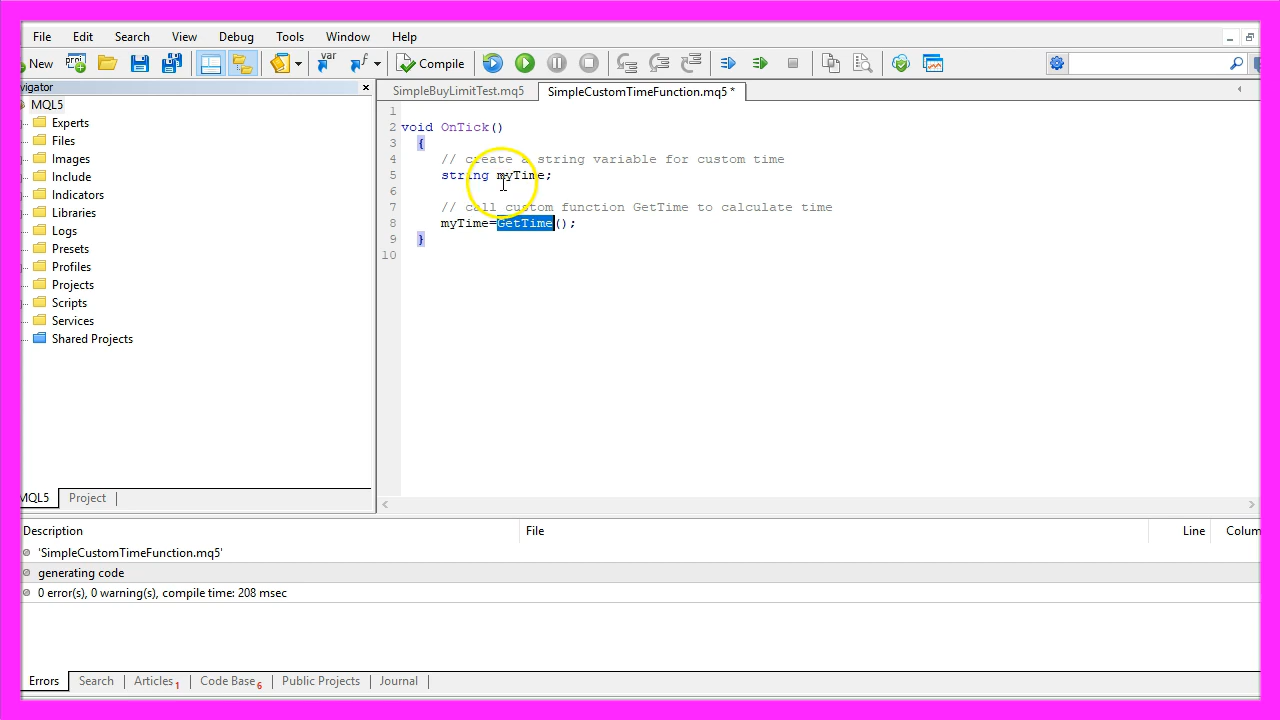 File Edit Search View Debug Tools Window Help
New Compile
avigator
MQL5
Experts
Files
Images
Include
Indicators
Libraries
Logs
Presets
Profiles
Projects
Scripts
Services
Shared Projects
MQL5 Project
SimpleBuyLimitTest.mq5 SimpleCustomTimeFunction.mq5 *
1
2 void OnTick()
3 {
4 // create a string variable for custom time
5 string myTime;
6
7 // call custom function GetTime to calculate time
8 myTime=GetTime();
9 }
10
Description File Line Colum
'SimpleCustomTimeFunction.mq5'
generating code
0 error(s), 0 warning(s), compile time: 208 msec
Errors Search Articles 1 Code Base 6 Public Projects Journal